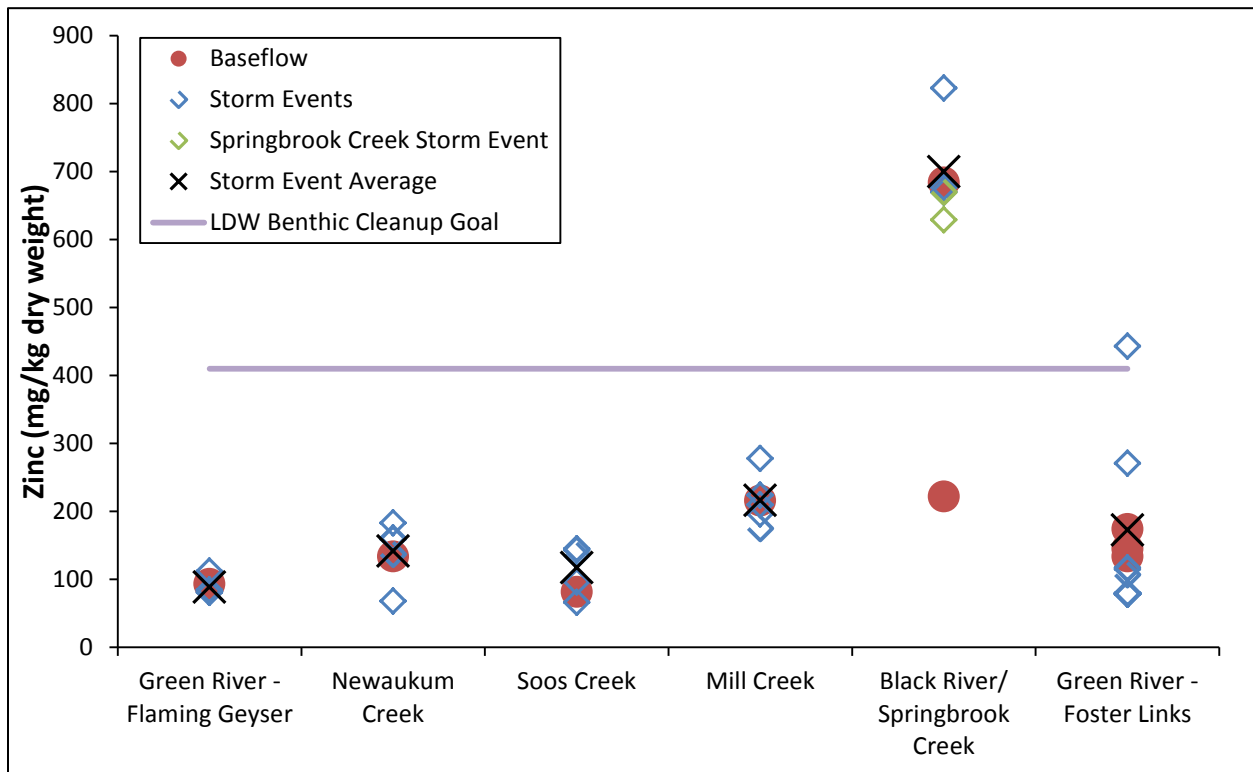 900
800
700
600
500
400
300
200
100
0
Zinc (mg/kg dry weight)
Baseflow
Storm Events
Springbrook Creek Storm Event
Storm Event Average
LDW Benthic Cleanup Goal
Green River -
Flaming Geyser
Newaukum
Creek
Soos Creek
Mill Creek
Black River/
Springbrook
Creek
Green River -
Foster Links